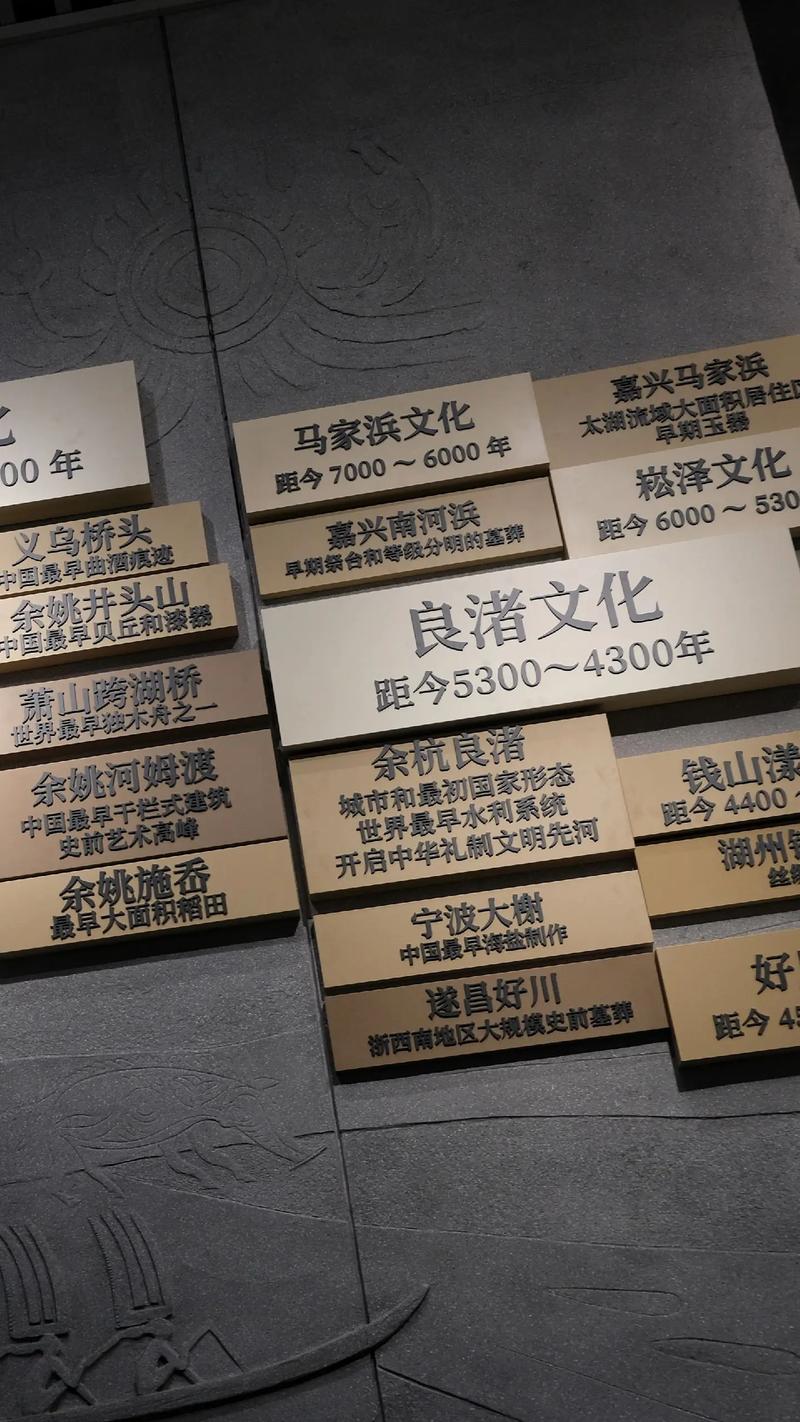 化
00 年
义乌桥头
中国最早曲酒痕迹
余姚井头山
中国最早贝丘和漆器
萧山跨湖桥
世界最早独木舟之一
余姚河姆渡
中国最早干栏式建筑
史前艺术高峰
余姚施岙
最早大面积稻田
马家浜文化
距今 7000 ~ 6000 年
嘉兴南河浜
早期祭台和等级分明的墓葬
嘉兴马家浜
太湖流域大面积居住区
早期玉器
崧泽文化
距今 6000 ~ 530
良渚文化
距今5300~4300年
余杭良渚
城市和最初国家形态
世界最早水利系统
开启中华礼制文明先河
宁波大榭
中国最早海盐制作
遂昌好川
浙西南地区大规模史前墓葬
钱山漾
距今 4400 ~
湖州钱
丝绸
好
距今 45